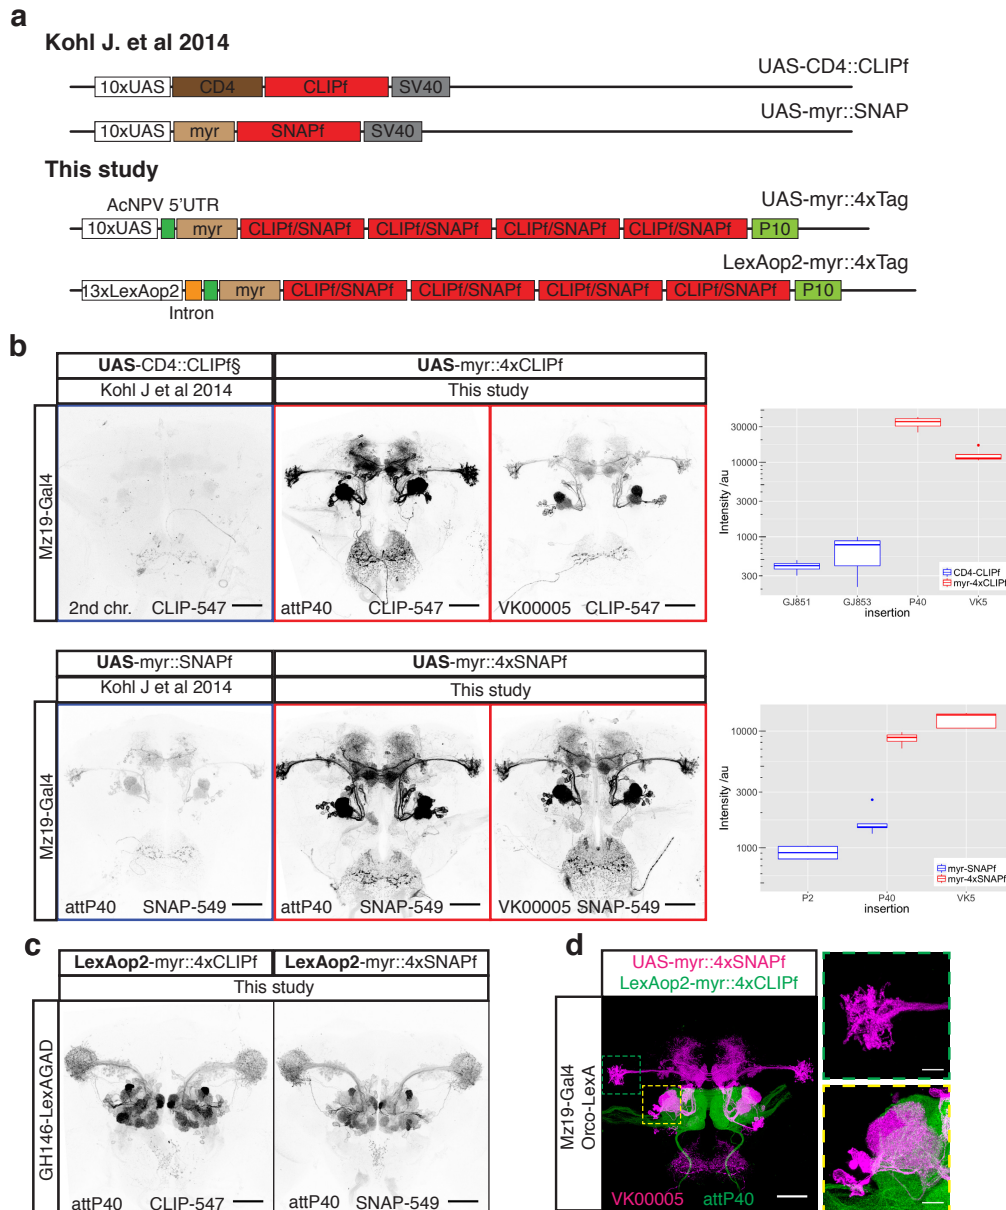 a
Kohl J. et al 2014
UAS-CD4::CLIPf
10xUAS CD4 CLIPf SV40
UAS-myr::SNAP
10xUAS myr SNAPf SV40
This study
AcNPV 5'UTR
UAS-myr::4xTag
10xUAS myr CLIPf/SNAPf CLIPf/SNAPf CLIPf/SNAPf CLIPf/SNAPf P10
LexAop2-myr::4xTag
13xLexAop2 myr CLIPf/SNAPf CLIPf/SNAPf CLIPf/SNAPf CLIPf/SNAPf P10
Intron
b
UAS-CD4::CLIPf§ UAS-myr::4xCLIPf
Kohl J et al 2014 This study
Mz19-Gal4
2nd chr. CLIP-547 attP40 CLIP-547 VK00005 CLIP-547
Intensity /au
30000
10000
3000
1000
300
CD4-CLIPf
myr-4xCLIPf
GJ851 GJ853 P40 VK5
insertion
UAS-myr::SNAPf UAS-myr::4xSNAPf
Kohl J et al 2014 This study
Mz19-Gal4
attP40 SNAP-549 attP40 SNAP-549 VK00005 SNAP-549
Intensity /au
10000
3000
1000
myr-SNAPf
myr-4xSNAPf
P2 P40 VK5
insertion
c
LexAop2-myr::4xCLIPf LexAop2-myr::4xSNAPf
This study
GH146-LexAGAD
attP40 CLIP-547 attP40 SNAP-549
d
UAS-myr::4xSNAPf
LexAop2-myr::4xCLIPf
Mz19-Gal4
Orco-LexA
VK00005 attP40